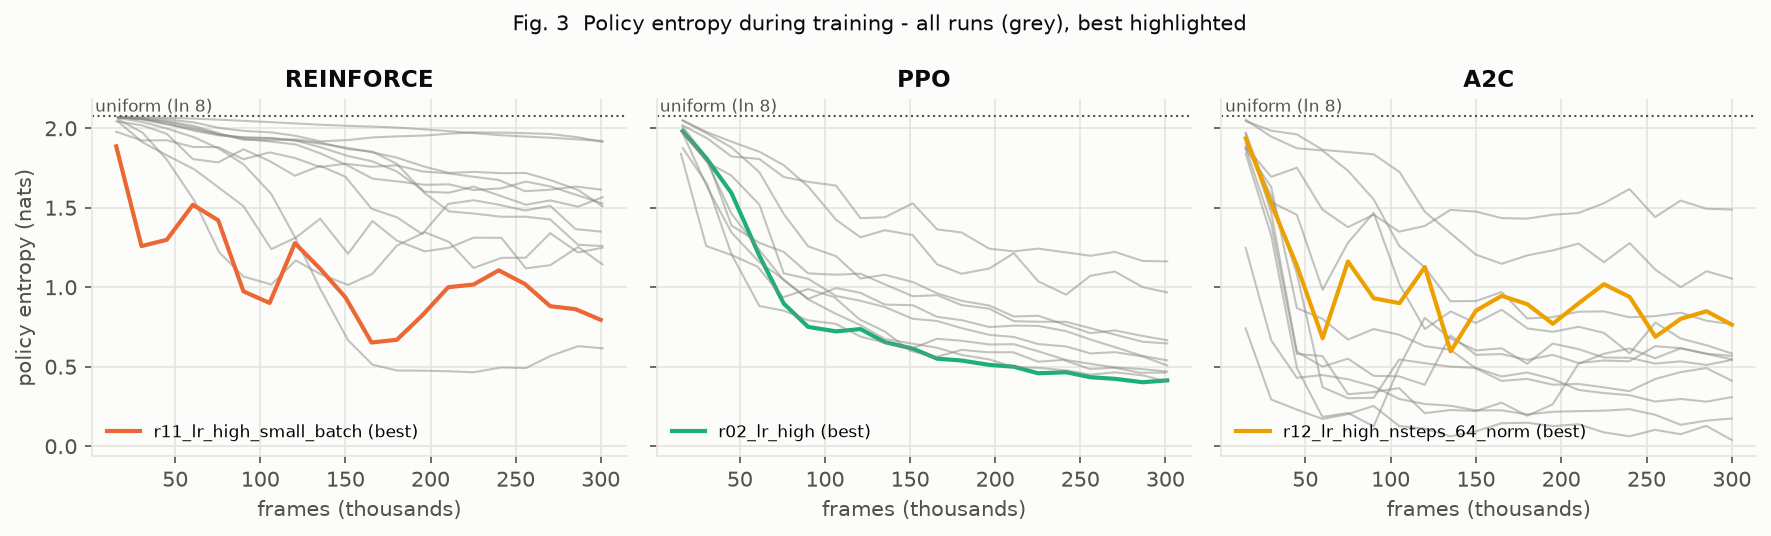 Fig. 3  Policy entropy during training - all runs (grey), best highlighted
REINFORCE
PPO
A2C
uniform (ln 8)
uniform (ln 8)
uniform (ln 8)
policy entropy (nats)
2.0
1.5
1.0
0.5
0.0
r11_lr_high_small_batch (best)
r02_lr_high (best)
r12_lr_high_nsteps_64_norm (best)
50 100 150 200 250 300
50 100 150 200 250 300
50 100 150 200 250 300
frames (thousands)
frames (thousands)
frames (thousands)